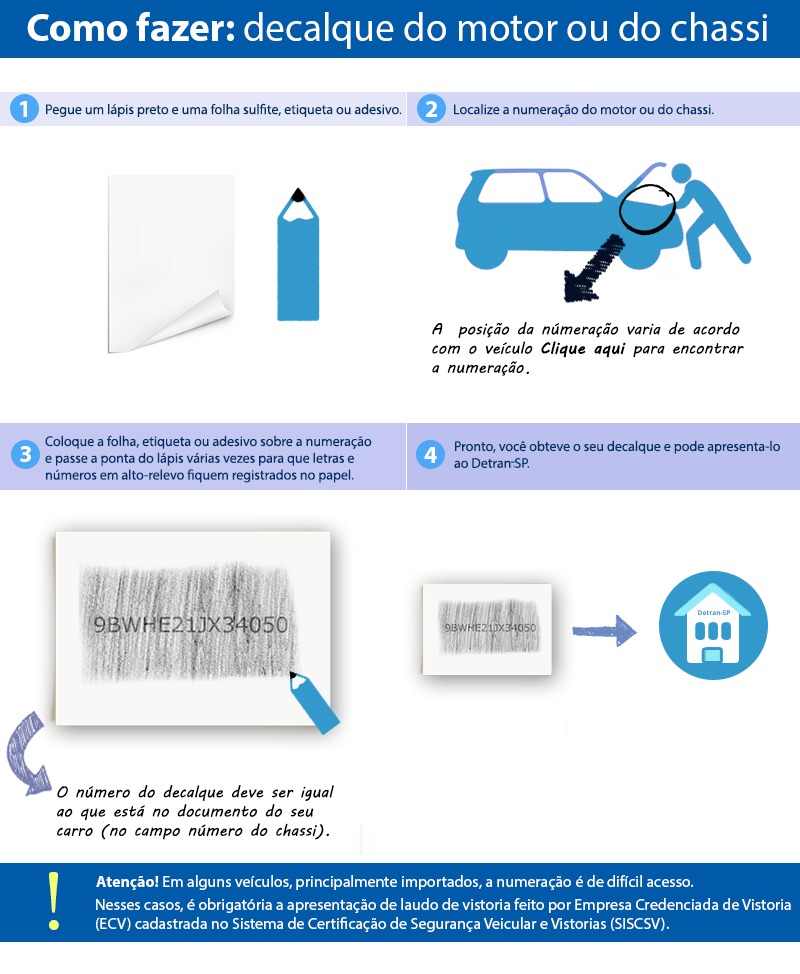 Como fazer: decalque do motor ou do chassi
1 Pegue um lápis preto e uma folha sulfite, etiqueta ou adesivo.
2 Localize a numeração do motor ou do chassi.
A posição da númeração varia de acordo
com o veículo Clique aqui para encontrar
a numeração.
3 Coloque a folha, etiqueta ou adesivo sobre a numeração
e passe a ponta do lápis várias vezes para que letras e
números em alto-relevo fiquem registrados no papel.
4 Pronto, você obteve o seu decalque e pode apresenta-lo
ao Detran-SP.
9BWHE21JX34050
9BWHE21JX34050
Detran-SP
O número do decalque deve ser igual
ao que está no documento do seu
carro (no campo número do chassi).
! Atenção! Em alguns veículos, principalmente importados, a numeração é de difícil acesso.
Nesses casos, é obrigatória a apresentação de laudo de vistoria feito por Empresa Credenciada de Vistoria
(ECV) cadastrada no Sistema de Certificação de Segurança Veicular e Vistorias (SISCSV).